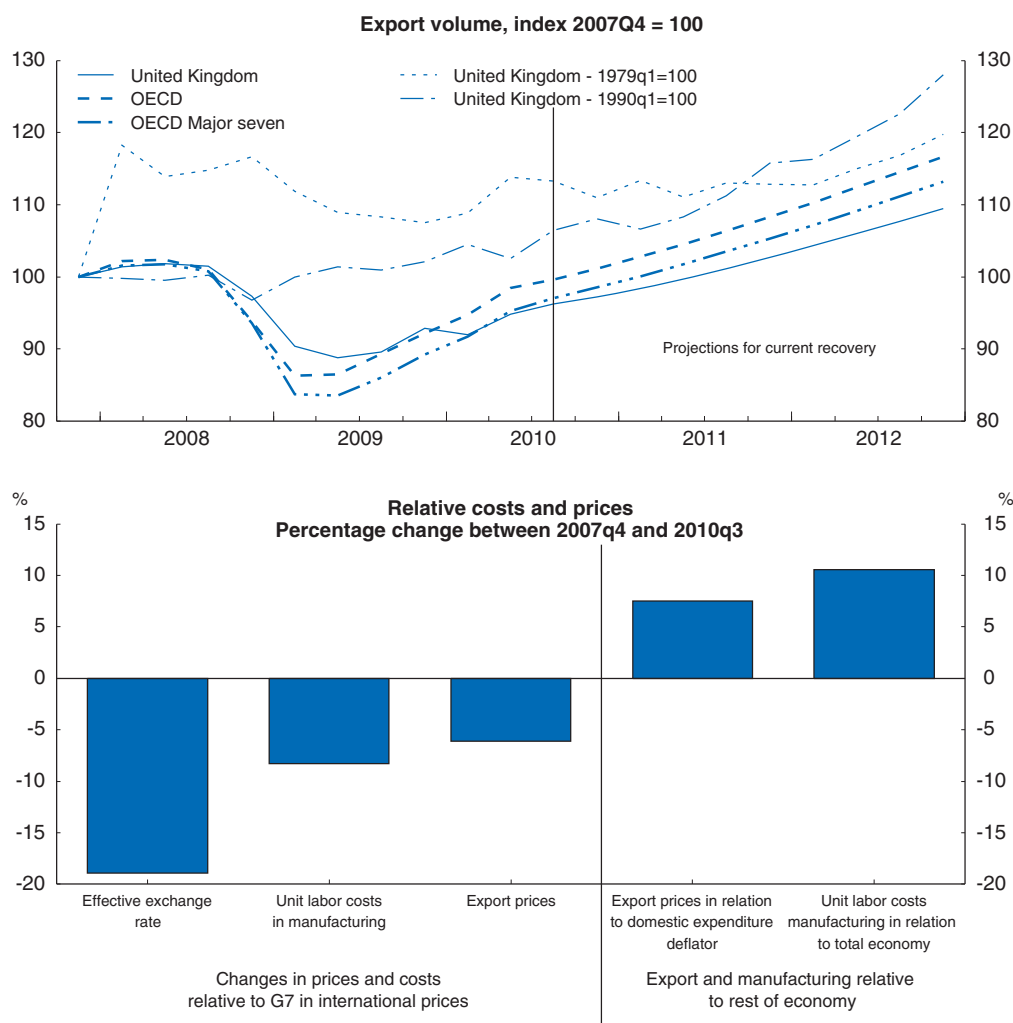 Export volume, index 2007Q4 = 100
130
130
120
120
110
110
100
100
90
90
80
80
United Kingdom
OECD
OECD Major seven
United Kingdom - 1979q1=100
United Kingdom - 1990q1=100
Projections for current recovery
2008
2009
2010
2011
2012
%
%
Relative costs and prices
Percentage change between 2007q4 and 2010q3
15
15
10
10
5
5
0
0
-5
-5
-10
-10
-15
-15
-20
-20
Effective exchange
rate
Unit labor costs
in manufacturing
Export prices
Export prices in relation
to domestic expenditure
deflator
Unit labor costs
manufacturing in relation
to total economy
Changes in prices and costs
relative to G7 in international prices
Export and manufacturing relative
to rest of economy